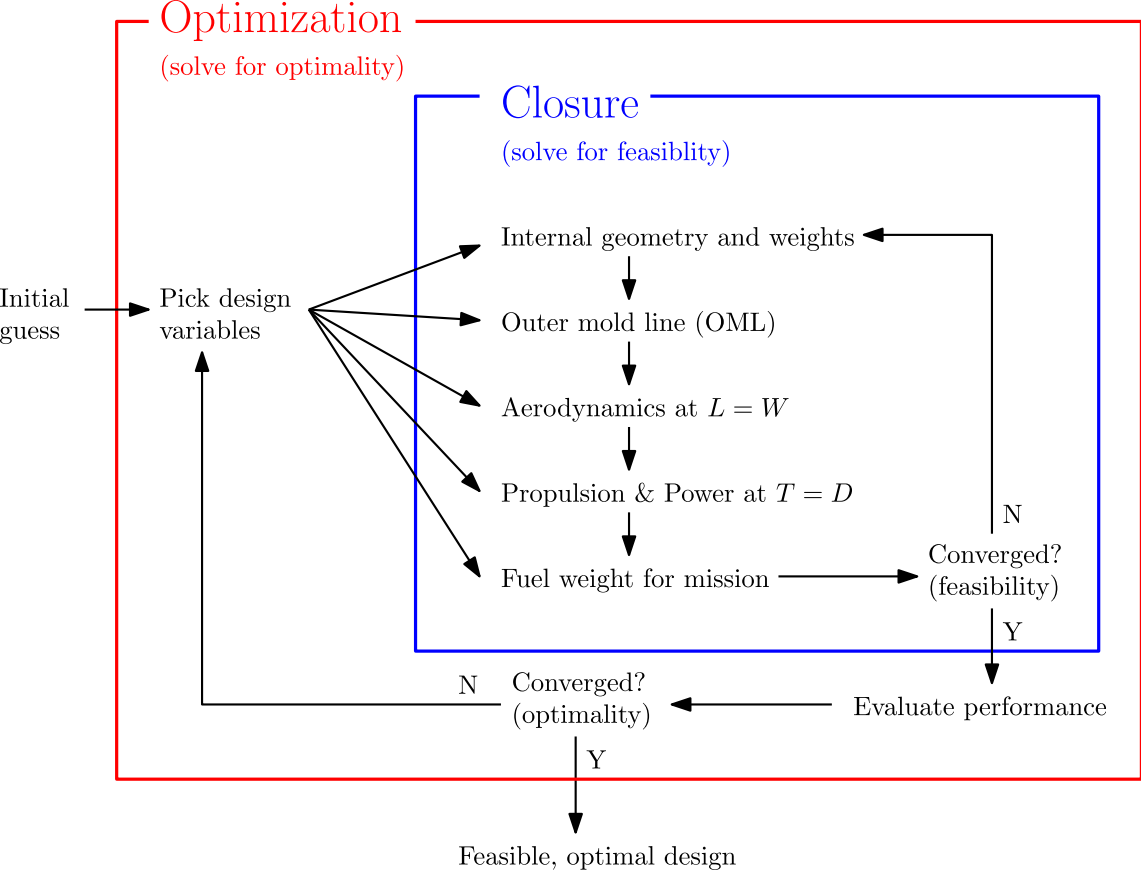 Optimization
(solve for optimality)
Closure
(solve for feasiblity)
Internal geometry and weights
Initial
guess
Pick design
variables
Outer mold line (OML)
Aerodynamics at L = W
Propulsion & Power at T = D
N
Converged?
(feasibility)
Fuel weight for mission
Y
N
Converged?
(optimality)
Evaluate performance
Y
Feasible, optimal design